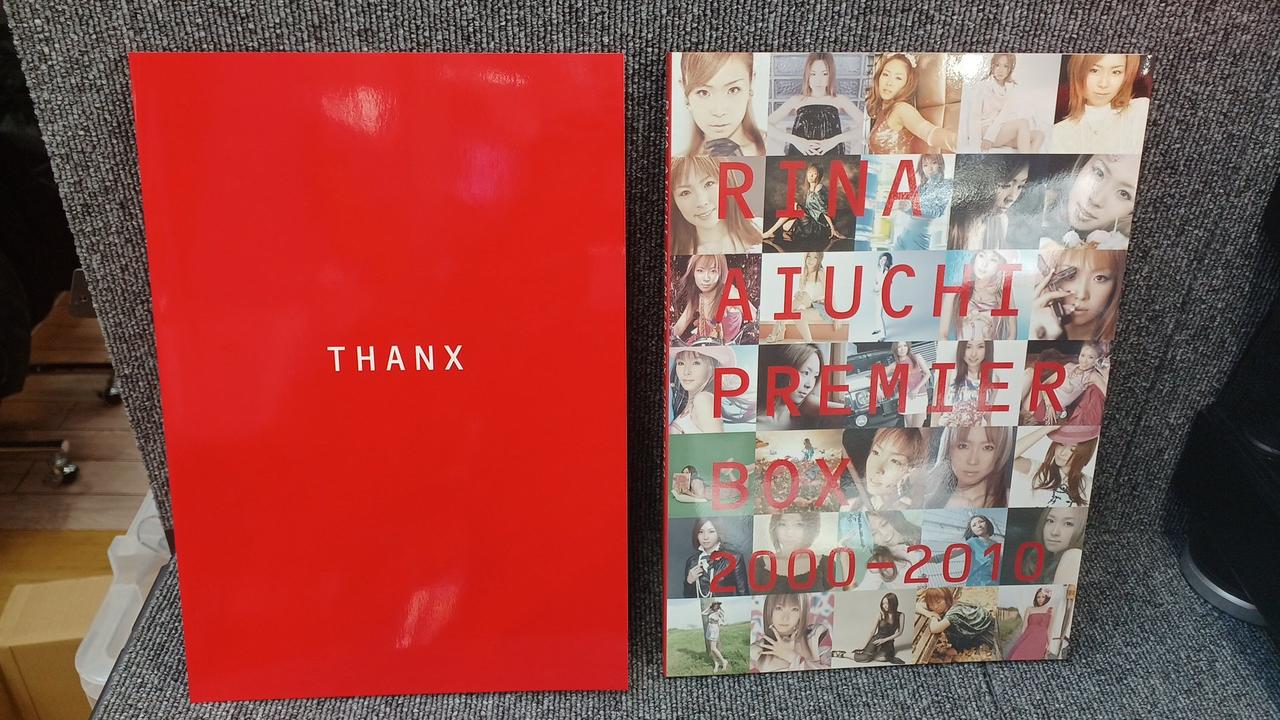 THANX
RINA
AIUCHI
PREMIER
BOX
2000-2010